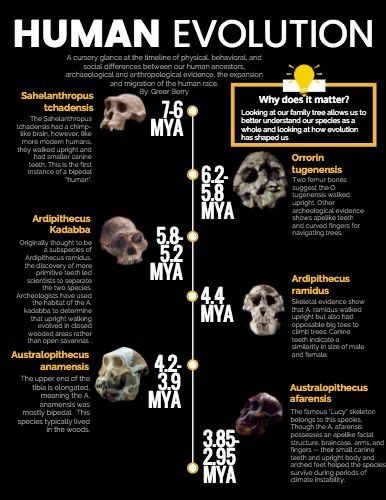 HUMAN EVOLUTION
A cursory glance at the timeline of physical, behavioral, and
social differences between our human ancestors,
archaeological and anthropological evidence, the expansion
and migration of the human race.
By: Greer Berry
Why does it matter?
Looking at our family tree allows us to
better understand our species as a
whole and looking at how evolution
has shaped us
Sahelanthropus
tchadensis
The Sahelanthropus
tchadensis had a chimp-
like brain, however, like
more modern humans,
they walked upright and
had smaller canine
teeth. This is the first
instance of a bipedal
"human".
7-6
MYA
6.2-
5.8
MYA
Orrorin
tugenensis
Two femur bones
suggest the O.
tugenensis walked
upright. Other
archeological evidence
shows apelike teeth
and curved fingers for
navigating trees.
Ardipithecus
Kadabba
Originally thought to be
a subspecies of
Ardipithecus ramidus,
the discovery of more
primitive teeth led
scientists to separate
the two species.
Archeologists have used
the habitat of the A.
kadabba to determine
that upright walking
evolved in closed
wooded areas rather
than open savannas .
5.8-
5.2
MYA
4.4
MYA
Ardipithecus
ramidus
Skeletal evidence show
that A. ramidus walked
upright but also had
opposable big toes to
climb trees. Canine
teeth indicate a
similarity in size of male
and female.
Australopithecus
anamensis
The upper end of the
tibia is elongated,
meaning the A.
anamensis was
mostly bipedal. This
species typically lived
in the woods.
4.2-
3.9
MYA
3.85-
2.95
MYA
Australopithecus
afarensis
The famous "Lucy" skeleton
belongs to this species.
Though the A. afarensis
possesses an apelike facial
structure, braincase, arms, and
fingers -- their small canine
teeth and upright body and
arched feet helped the species
survive during periods of
climate instability.